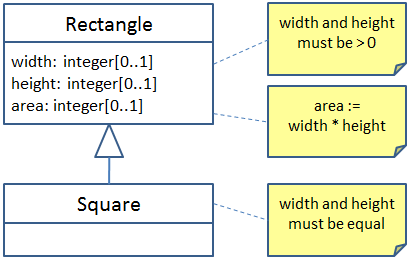 Rectangle
width: integer[0..1]
height: integer[0..1]
area: integer[0..1]
width and height
must be > 0
area :=
width * height
Square
width and height
must be equal